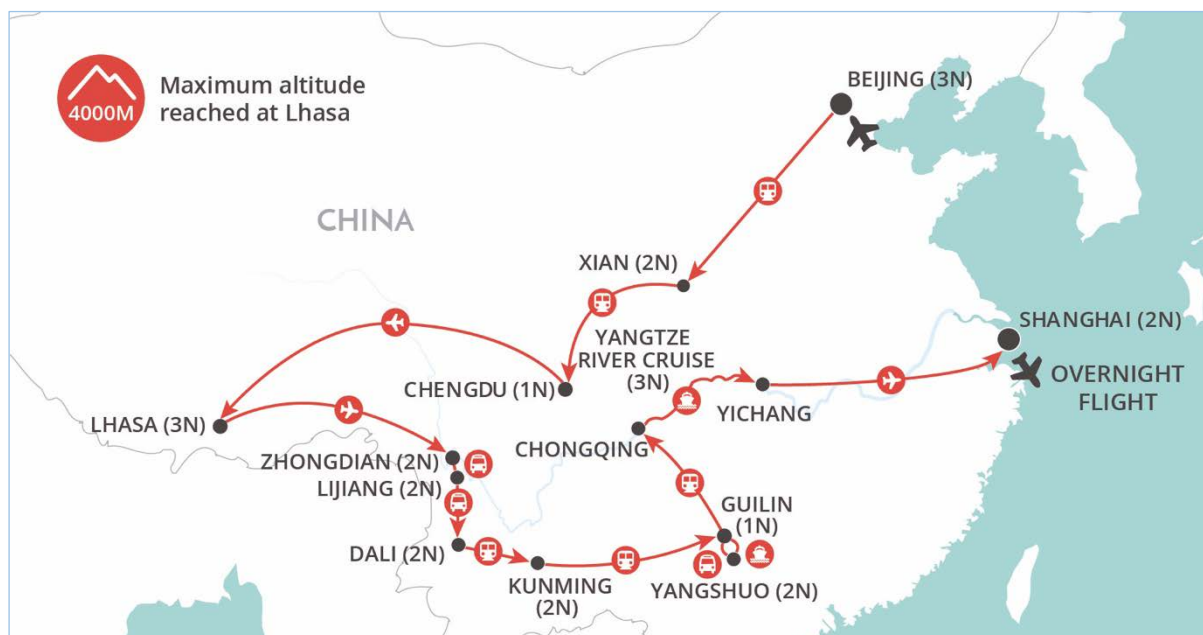 4000M
Maximum altitude
reached at Lhasa
BEIJING (3N)
CHINA
XIAN (2N)
SHANGHAI (2N)
YANGTZE
RIVER CRUISE
(3N)
OVERNIGHT
FLIGHT
CHENGDU (1N)
YICHANG
LHASA (3N)
CHONGQING
ZHONGDIAN (2N)
LIJIANG (2N)
GUILIN
(1N)
DALI (2N)
KUNMING
(2N)
YANGSHUO (2N)